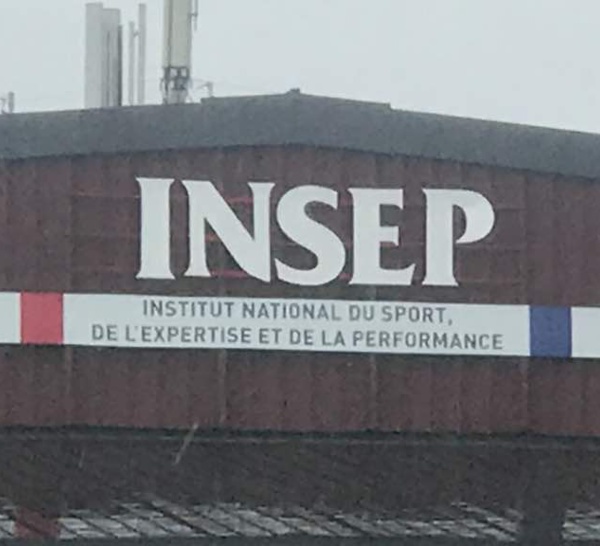 INSEP
INSTITUT NATIONAL DU SPORT,
DE L'EXPERTISE ET DE LA PERFORMANCE